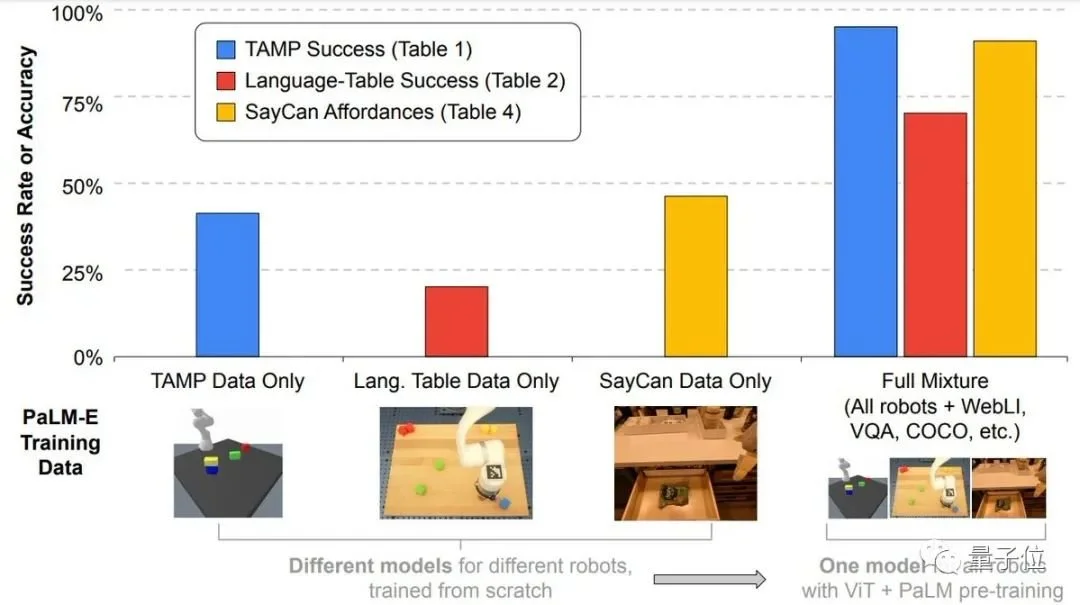 100%
75%
50%
25%
0%
Success Rate or Accuracy
TAMP Success (Table 1)
Language-Table Success (Table 2)
SayCan Affordances (Table 4)
TAMP Data Only
Lang. Table Data Only
SayCan Data Only
Full Mixture
(All robots + WebLI,
VQA, COCO, etc.)
PaLM-E
Training
Data
Different models for different robots,
trained from scratch
One model all robots
with ViT + PaLM pre-training
量子位